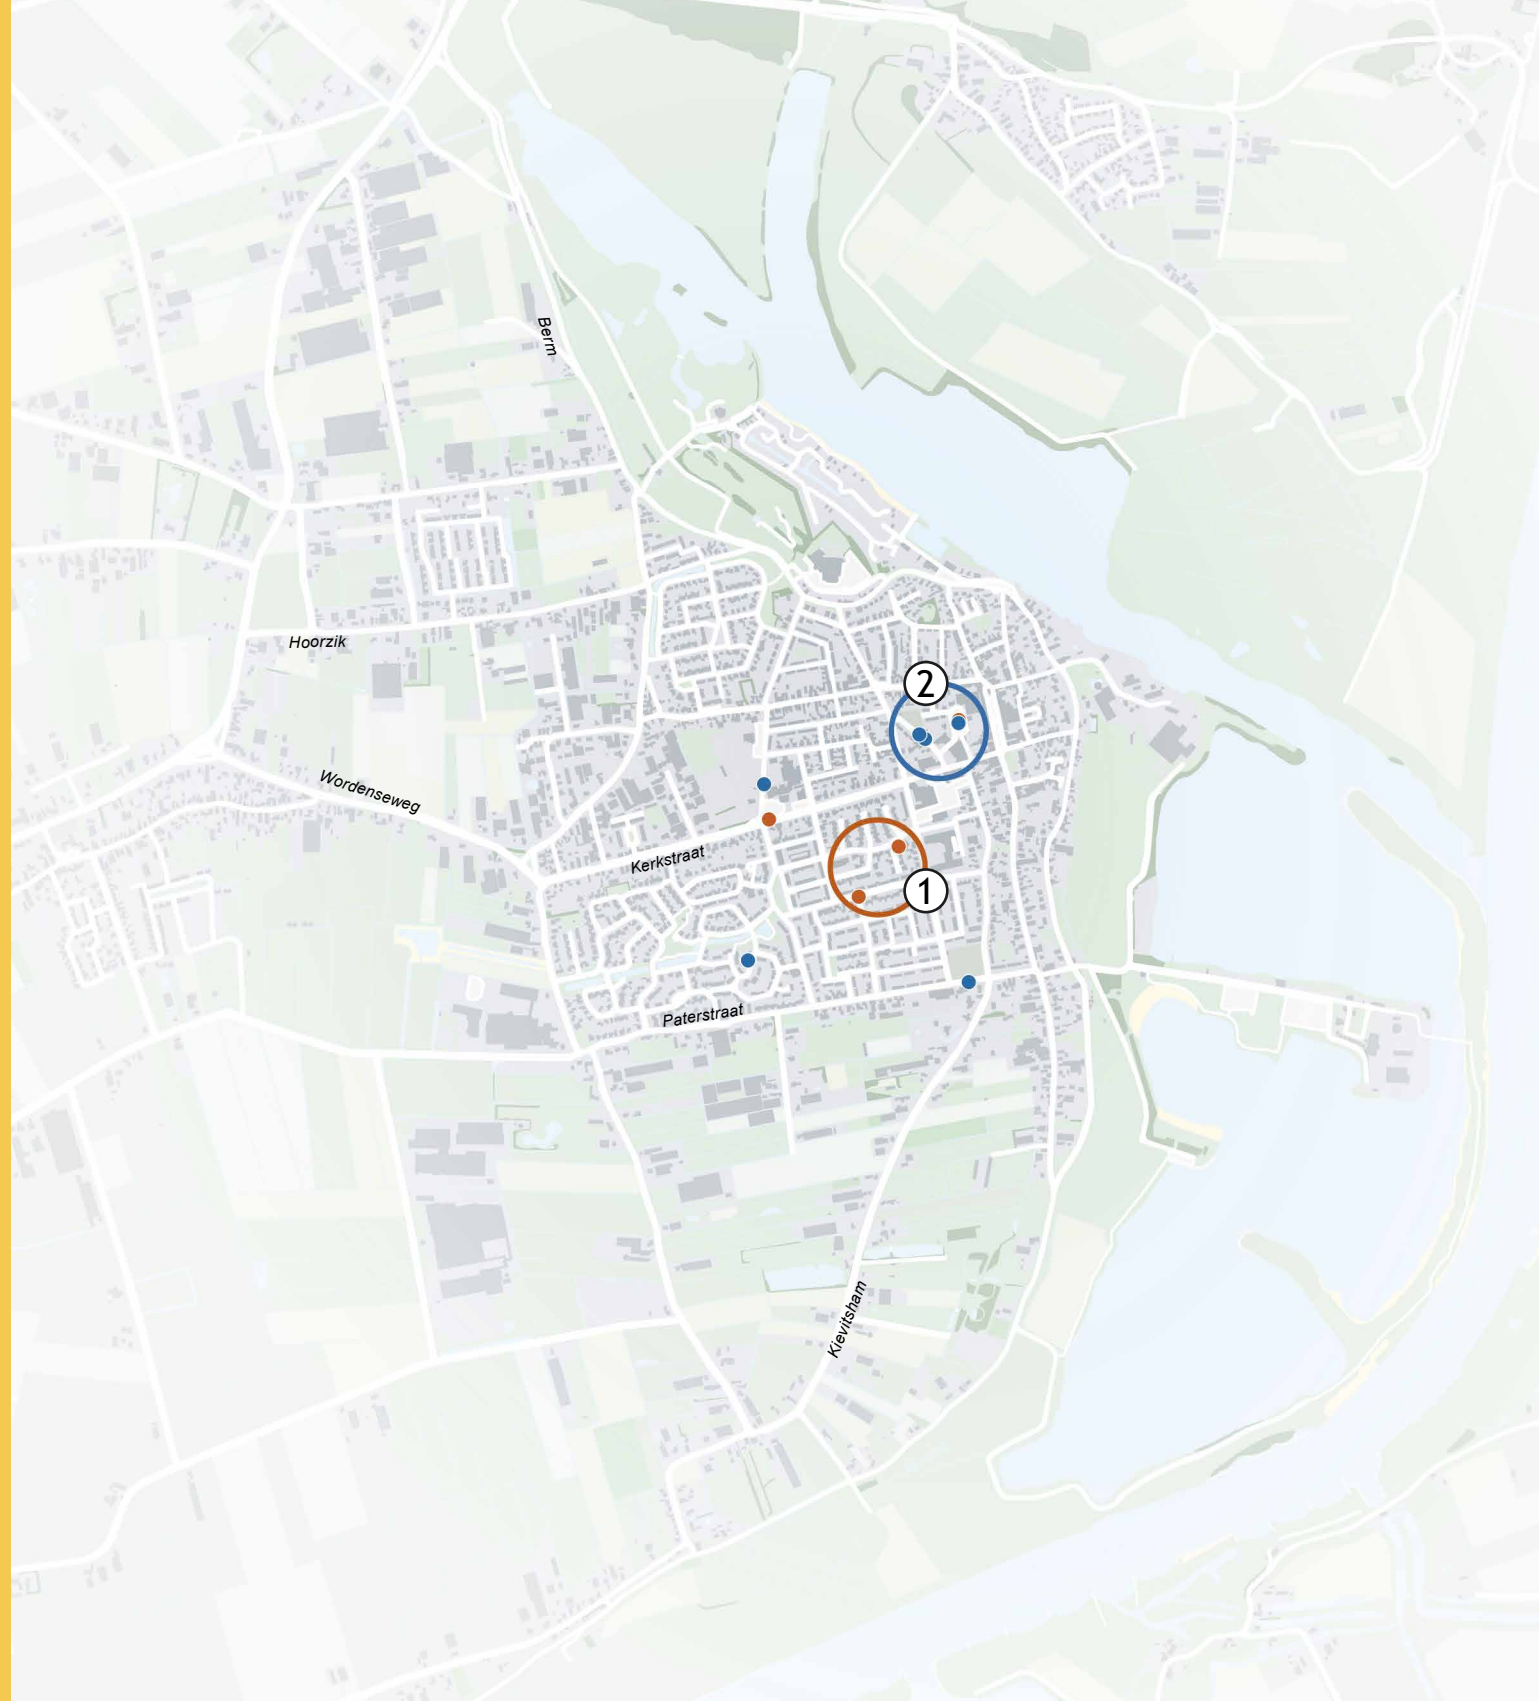 Berm
Hoorzik
2
Wordenseweg
Kerkstraat
1
Paterstraat
Kievitsham